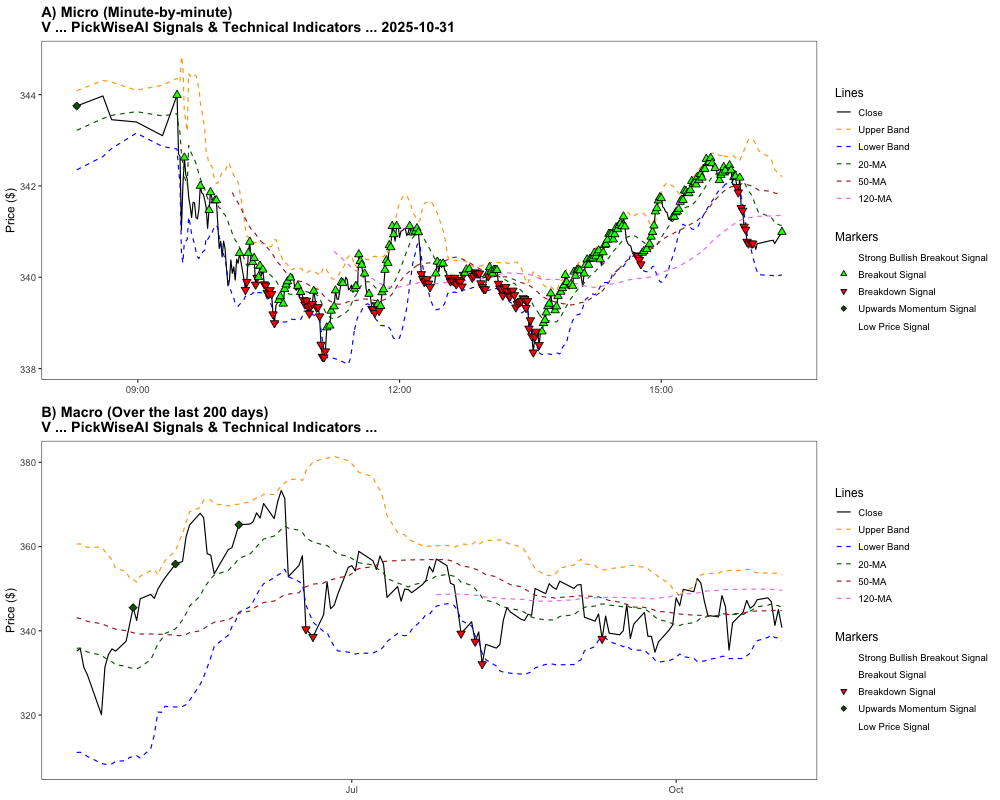 A) Micro (Minute-by-minute)
V ... PickWiseAI Signals & Technical Indicators ... 2025-10-31
Price ($)
344
342
340
338
09:00
12:00
15:00
Lines
Close
Upper Band
Lower Band
20-MA
50-MA
120-MA
Markers
Strong Bullish Breakout Signal
Breakout Signal
Breakdown Signal
Upwards Momentum Signal
Low Price Signal
B) Macro (Over the last 200 days)
V ... PickWiseAI Signals & Technical Indicators ...
Price ($)
380
360
340
320
Jul
Oct
Lines
Close
Upper Band
Lower Band
20-MA
50-MA
120-MA
Markers
Strong Bullish Breakout Signal
Breakout Signal
Breakdown Signal
Upwards Momentum Signal
Low Price Signal